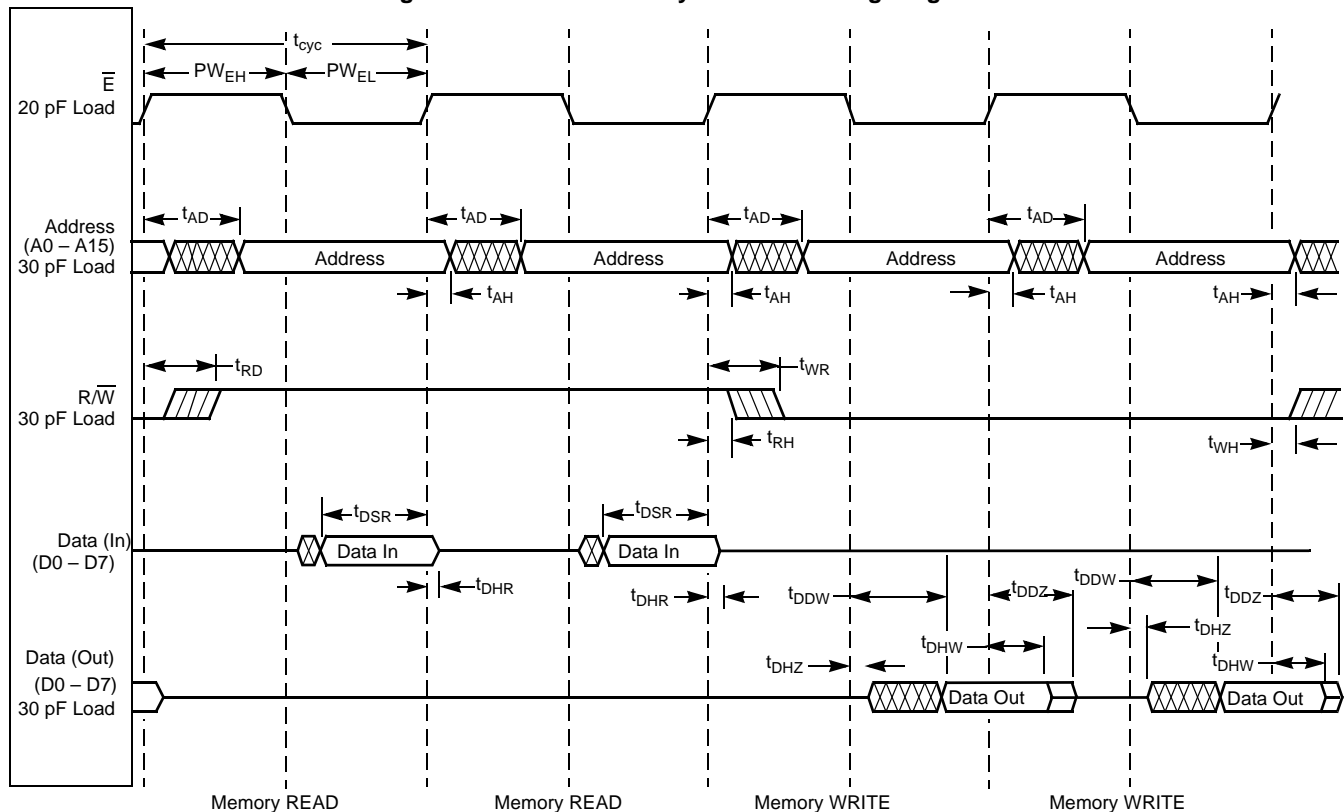 t_cyc
PW_EH PW_EL
E̅
20 pF Load
t_AD t_AD t_AD t_AD
Address
(A0 – A15)
30 pF Load
Address Address Address Address
t_AH t_AH t_AH t_AH
t_RD t_WR
R/W̅
30 pF Load
t_RH t_WH
t_DSR t_DSR
Data (In)
(D0 – D7)
Data In Data In
t_DHR t_DHR t_DDW t_DDZ t_DDW t_DDZ
t_DHW t_DHZ
t_DHZ t_DHW
Data (Out)
(D0 – D7)
30 pF Load
Data Out Data Out
Memory READ Memory READ Memory WRITE Memory WRITE